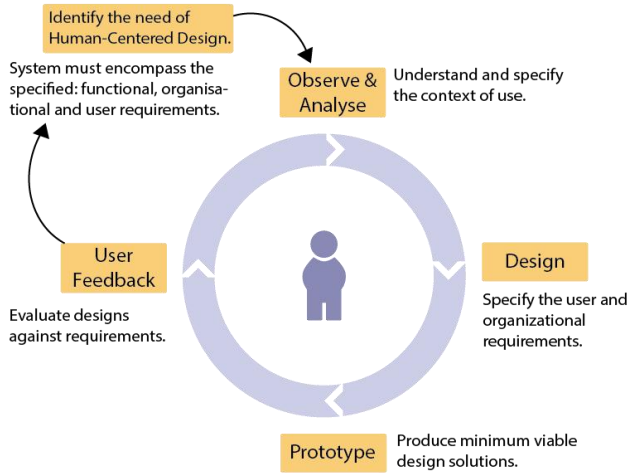 Identify the need of
Human-Centered Design.
System must encompass the
specified: functional, organisa-
tional and user requirements.
Observe &
Analyse
Understand and specify
the context of use.
User
Feedback
Evaluate designs
against requirements.
Design
Specify the user and
organizational
requirements.
Prototype
Produce minimum viable
design solutions.